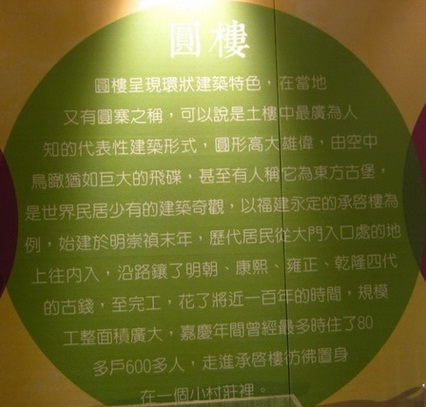 圓樓
圓樓呈現環狀建築特色，在當地
又有圓寨之稱，可以說是土樓中最廣為人
知的代表性建築形式，圓形高大雄偉，由空中
鳥瞰猶如巨大的飛碟，甚至有人稱它為東方古堡，
是世界民居少有的建築奇觀，以福建永定的承啓樓為
例，始建於明崇禎末年，歷代居民從大門入口處的地
上往內入，沿路鑲了明朝、康熙、雍正、乾隆四代
的古錢，至完工，花了將近一百年的時間，規模
工整面積廣大，嘉慶年間曾經最多時住了80
多戶600多人，走進承啓樓彷彿置身
在一個小村莊裡。